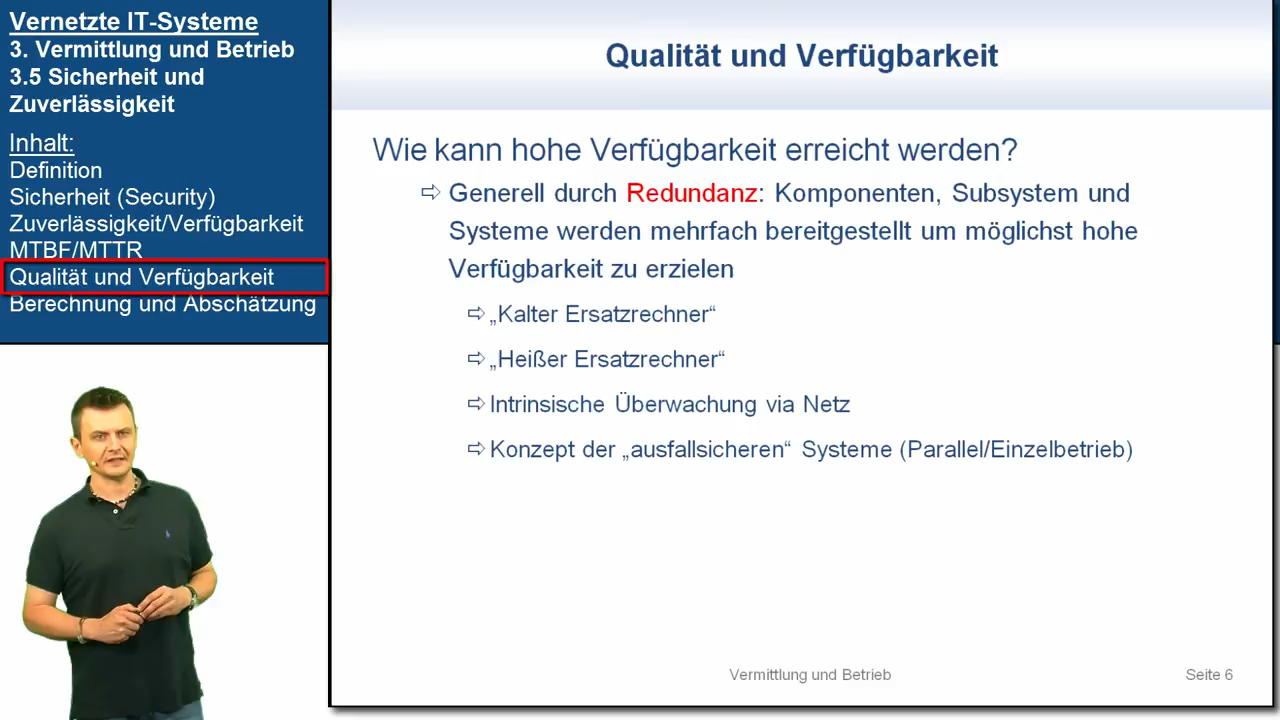 Vernetzte IT-Systeme
3. Vermittlung und Betrieb
3.5 Sicherheit und
Zuverlässigkeit
Inhalt:
Definition
Sicherheit (Security)
Zuverlässigkeit/Verfügbarkeit
MTBF/MTTR
Qualität und Verfügbarkeit
Berechnung und Abschätzung
Qualität und Verfügbarkeit
Wie kann hohe Verfügbarkeit erreicht werden?
⇨ Generell durch Redundanz: Komponenten, Subsystem und
Systeme werden mehrfach bereitgestellt um möglichst hohe
Verfügbarkeit zu erzielen
⇨ „Kalter Ersatzrechner“
⇨ „Heißer Ersatzrechner“
⇨ Intrinsische Überwachung via Netz
⇨ Konzept der „ausfallsicheren“ Systeme (Parallel/Einzelbetrieb)
Vermittlung und Betrieb
Seite 6